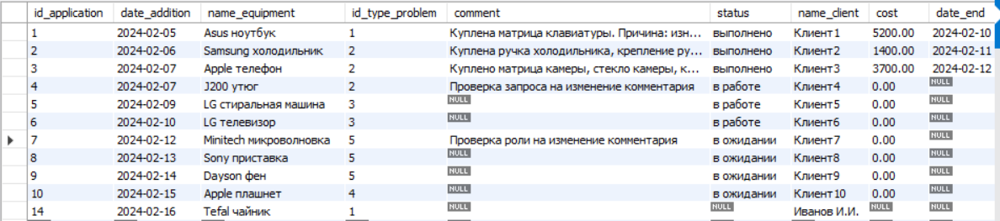 id_application date_addition name_equipment id_type_problem comment status name_client cost date_end
1 2024-02-05 Asus ноутбук 1 Куплена матрица клавиатуры. Причина: изн... выполнено Клиент1 5200.00 2024-02-10
2 2024-02-06 Samsung холодильник 2 Куплена ручка холодильника, крепление ру... выполнено Клиент2 1400.00 2024-02-11
3 2024-02-07 Apple телефон 2 Куплено матрица камеры, стекло камеры, к... выполнено Клиент3 3700.00 2024-02-12
4 2024-02-07 J200 утюг 2 Проверка запроса на изменение комментария в работе Клиент4 0.00 NULL
5 2024-02-09 LG стиральная машина 3 NULL в работе Клиент5 0.00 NULL
6 2024-02-10 LG телевизор 3 NULL в работе Клиент6 0.00 NULL
7 2024-02-12 Minitech микроволновка 5 Проверка роли на изменение комментария в ожидании Клиент7 0.00 NULL
8 2024-02-13 Sony приставка 5 NULL в ожидании Клиент8 0.00 NULL
9 2024-02-14 Dayson фен 5 NULL в ожидании Клиент9 0.00 NULL
10 2024-02-15 Apple плашнет 4 NULL в ожидании Клиент10 0.00 NULL
14 2024-02-16 Tefal чайник 1 NULL NULL Иванов И.И. NULL NULL